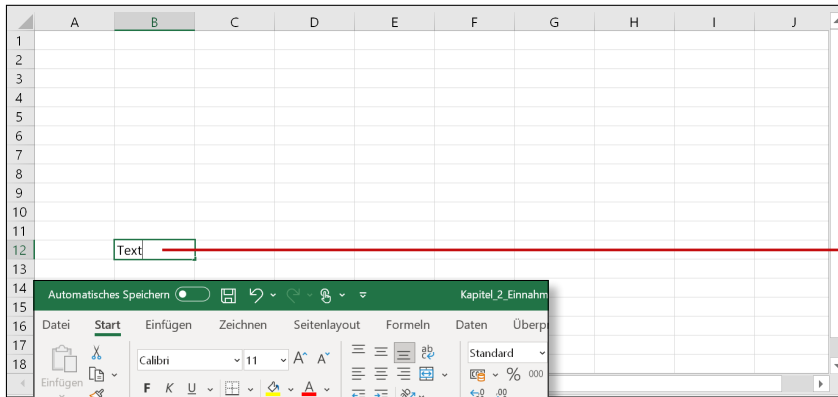 A B C D E F G H I J
1
2
3
4
5
6
7
8
9
10
11
12 Text
13
14
15
16
17
18
Automatisches Speichern Kapitel_2_Einnahm
Datei Start Einfügen Zeichnen Seitenlayout Formeln Daten Überpr
Calibri 11 A A ab Standard
Einfügen F K U A % 000